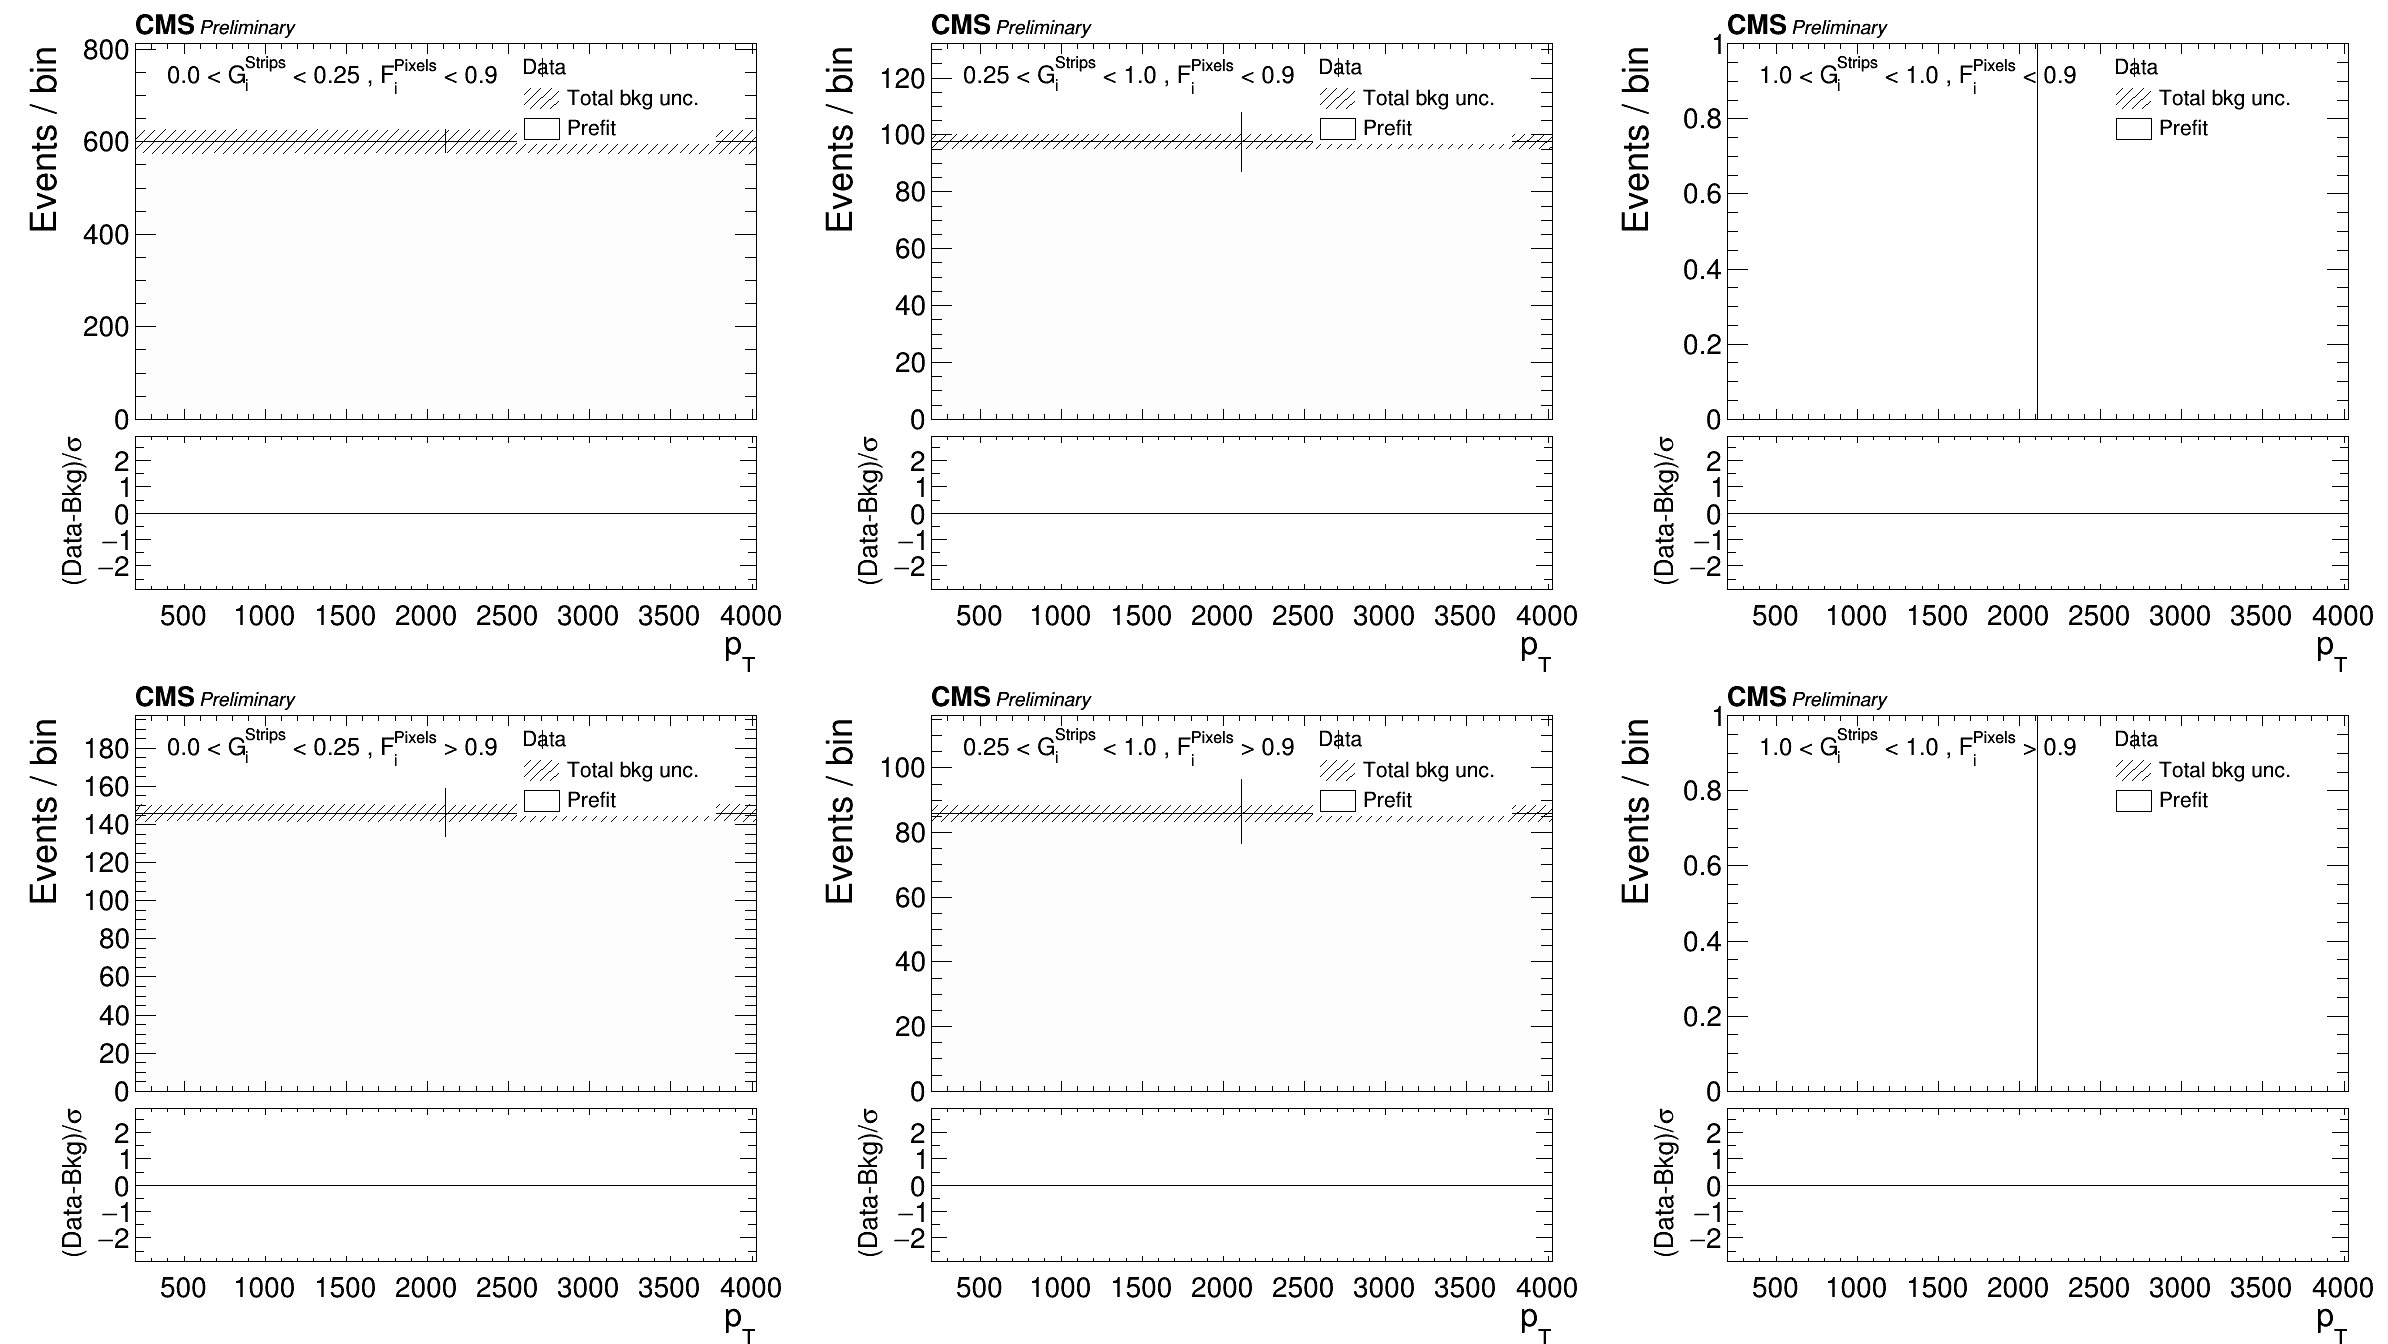 CMS Preliminary
Events / bin
0.0 < G_i^Strips < 0.25 , F_i^Pixels < 0.9
Data
Total bkg unc.
Prefit
800
600
400
200
0
(Data-Bkg)/σ
2
1
0
−1
−2
500 1000 1500 2000 2500 3000 3500 4000
p_T
CMS Preliminary
Events / bin
0.25 < G_i^Strips < 1.0 , F_i^Pixels < 0.9
Data
Total bkg unc.
Prefit
120
100
80
60
40
20
0
(Data-Bkg)/σ
2
1
0
−1
−2
500 1000 1500 2000 2500 3000 3500 4000
p_T
CMS Preliminary
Events / bin
1.0 < G_i^Strips < 1.0 , F_i^Pixels < 0.9
Data
Total bkg unc.
Prefit
1
0.8
0.6
0.4
0.2
0
(Data-Bkg)/σ
2
1
0
−1
−2
500 1000 1500 2000 2500 3000 3500 4000
p_T
CMS Preliminary
Events / bin
0.0 < G_i^Strips < 0.25 , F_i^Pixels > 0.9
Data
Total bkg unc.
Prefit
180
160
140
120
100
80
60
40
20
0
(Data-Bkg)/σ
2
1
0
−1
−2
500 1000 1500 2000 2500 3000 3500 4000
p_T
CMS Preliminary
Events / bin
0.25 < G_i^Strips < 1.0 , F_i^Pixels > 0.9
Data
Total bkg unc.
Prefit
100
80
60
40
20
0
(Data-Bkg)/σ
2
1
0
−1
−2
500 1000 1500 2000 2500 3000 3500 4000
p_T
CMS Preliminary
Events / bin
1.0 < G_i^Strips < 1.0 , F_i^Pixels > 0.9
Data
Total bkg unc.
Prefit
1
0.8
0.6
0.4
0.2
0
(Data-Bkg)/σ
2
1
0
−1
−2
500 1000 1500 2000 2500 3000 3500 4000
p_T